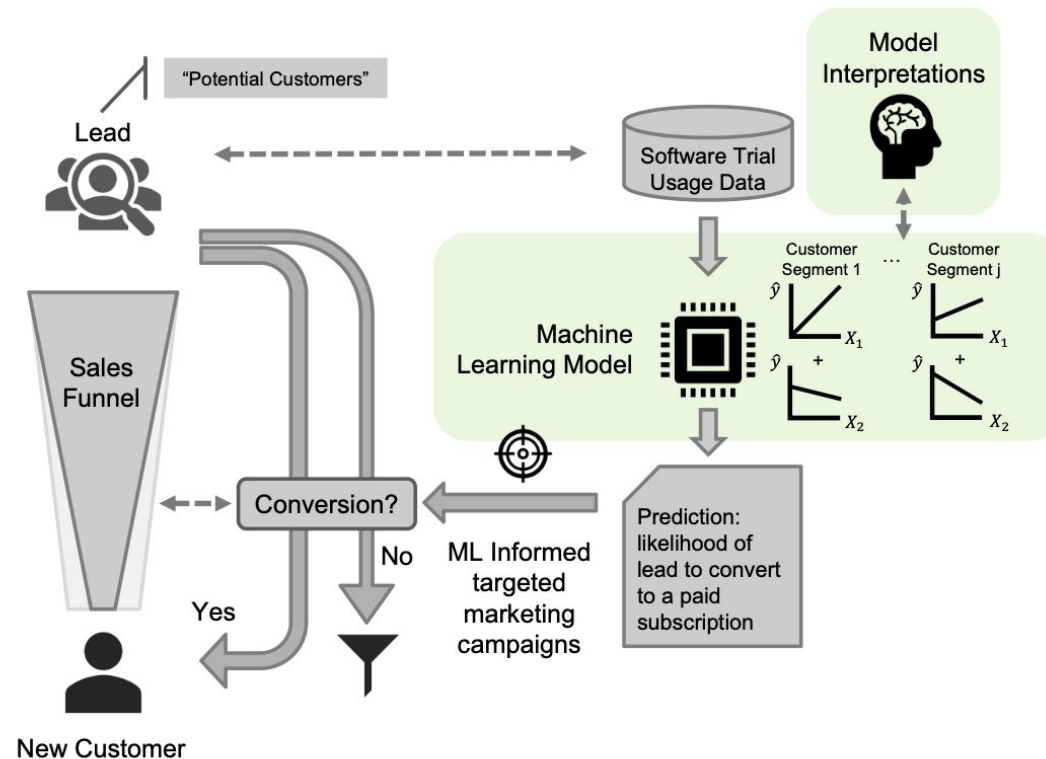 “Potential Customers”
Lead
Software Trial
Usage Data
Model
Interpretations
Customer
Segment 1
...
Customer
Segment j
ŷ
X₁
+
ŷ
X₂
ŷ
X₁
+
X₂
Machine
Learning Model
Sales
Funnel
Conversion?
No
Yes
ML Informed
targeted
marketing
campaigns
Prediction:
likelihood of
lead to convert
to a paid
subscription
New Customer